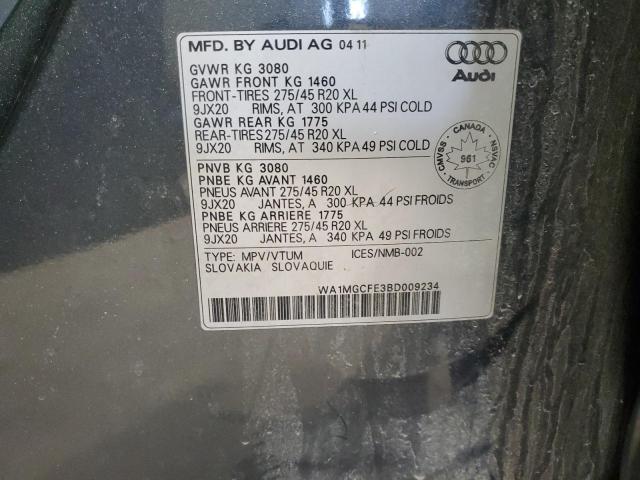 MFD. BY AUDI AG 04 11
Audi
GVWR KG 3080
GAWR FRONT KG 1460
FRONT-TIRES 275/45 R20 XL
9JX20 RIMS, AT 300 KPA 44 PSI COLD
GAWR REAR KG 1775
REAR-TIRES 275/45 R20 XL
9JX20 RIMS, AT 340 KPA 49 PSI COLD
CANADA
CMVSS
961
NSVAC
TRANSPORT
PNVB KG 3080
PNBE KG AVANT 1460
PNEUS AVANT 275/45 R20 XL
9JX20 JANTES, A 300 KPA 44 PSI FROIDS
PNBE KG ARRIERE 1775
PNEUS ARRIERE 275/45 R20 XL
9JX20 JANTES, A 340 KPA 49 PSI FROIDS
TYPE: MPV/VTUM ICES/NMB-002
SLOVAKIA SLOVAQUIE
WA1MGCFE3BD009234